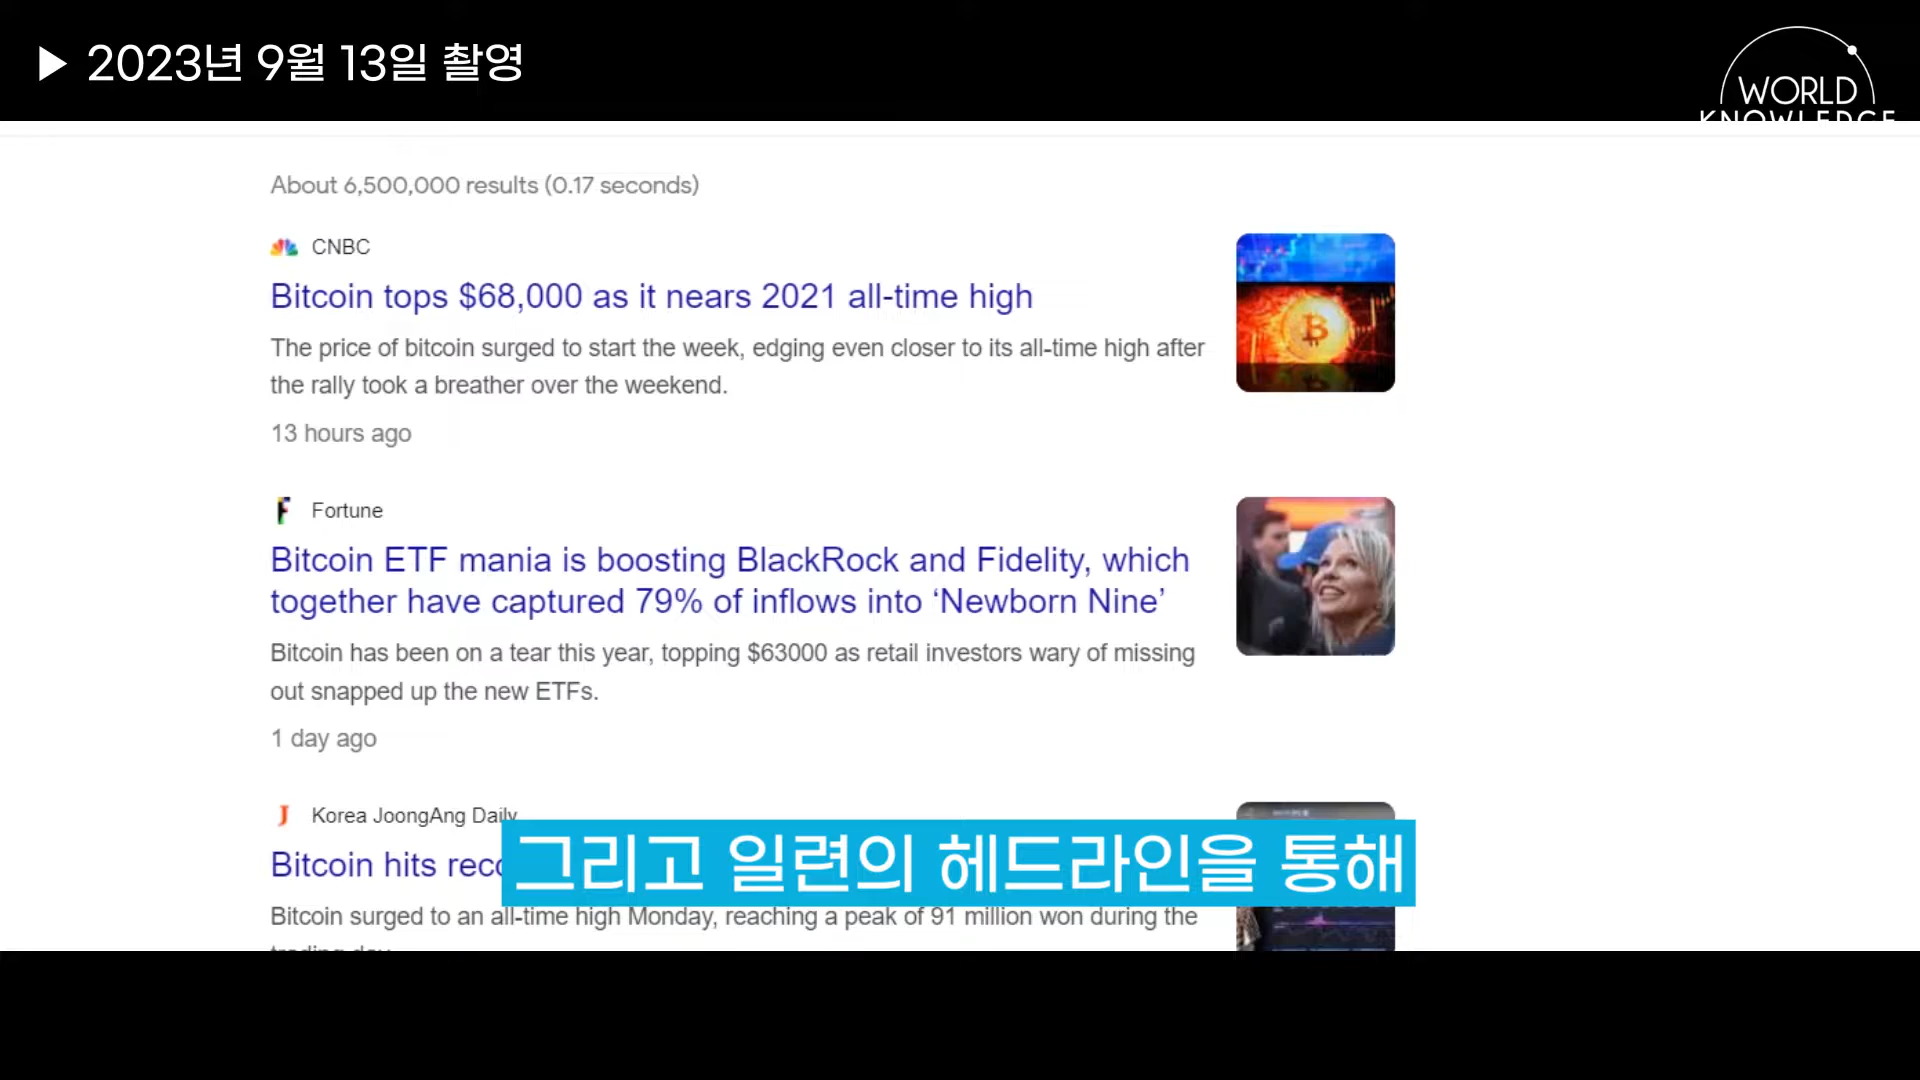 ▶ 2023년 9월 13일 촬영
WORLD
KNOWLEDGE
About 6,500,000 results (0.17 seconds)
CNBC
Bitcoin tops $68,000 as it nears 2021 all-time high
The price of bitcoin surged to start the week, edging even closer to its all-time high after
the rally took a breather over the weekend.
13 hours ago
Fortune
Bitcoin ETF mania is boosting BlackRock and Fidelity, which
together have captured 79% of inflows into ‘Newborn Nine’
Bitcoin has been on a tear this year, topping $63000 as retail investors wary of missing
out snapped up the new ETFs.
1 day ago
Korea JoongAng Daily
Bitcoin hits
그리고 일련의 헤드라인을 통해
Bitcoin surged to an all-time high Monday, reaching a peak of 91 million won during the
trading day.